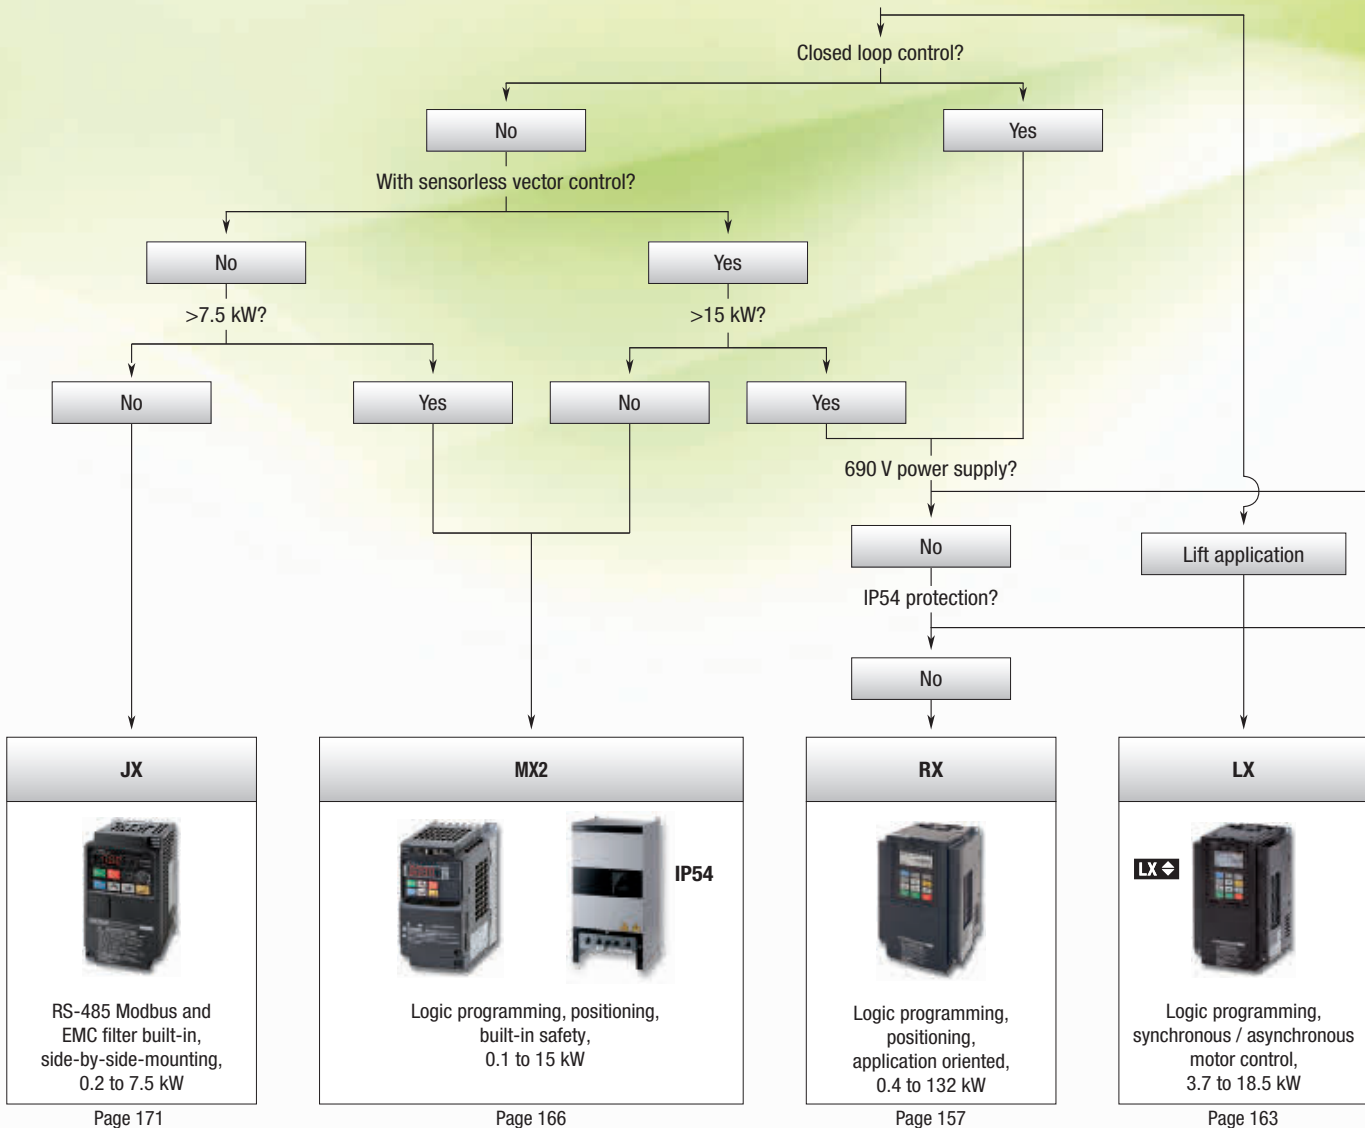 Closed loop control?
No
Yes
With sensorless vector control?
No
Yes
>7.5 kW?
>15 kW?
No
Yes
No
Yes
690 V power supply?
No
Lift application
IP54 protection?
No
JX
MX2
RX
LX
IP54
LX
RS-485 Modbus and
EMC filter built-in,
side-by-side-mounting,
0.2 to 7.5 kW
Logic programming, positioning,
built-in safety,
0.1 to 15 kW
Logic programming,
positioning,
application oriented,
0.4 to 132 kW
Logic programming,
synchronous / asynchronous
motor control,
3.7 to 18.5 kW
Page 171
Page 166
Page 157
Page 163